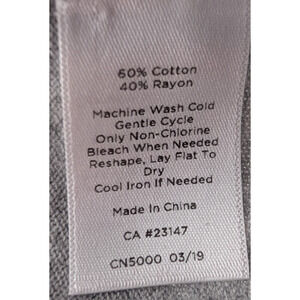 60% Cotton
40% Rayon
Machine Wash Cold
Gentle Cycle
Only Non-Chlorine
Bleach When Needed
Reshape, Lay Flat To
Dry
Cool Iron If Needed
Made In China
CA #23147
CN5000 03/19